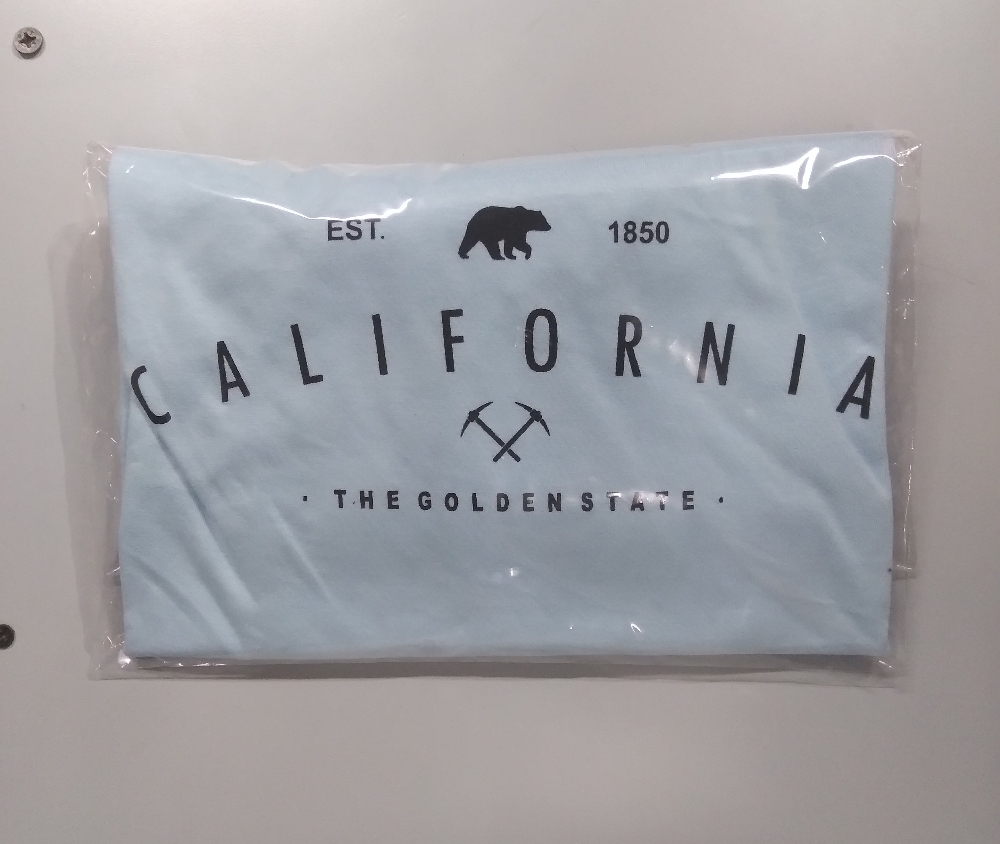 EST. 1850
CALIFORNIA
· THE GOLDEN STATE ·